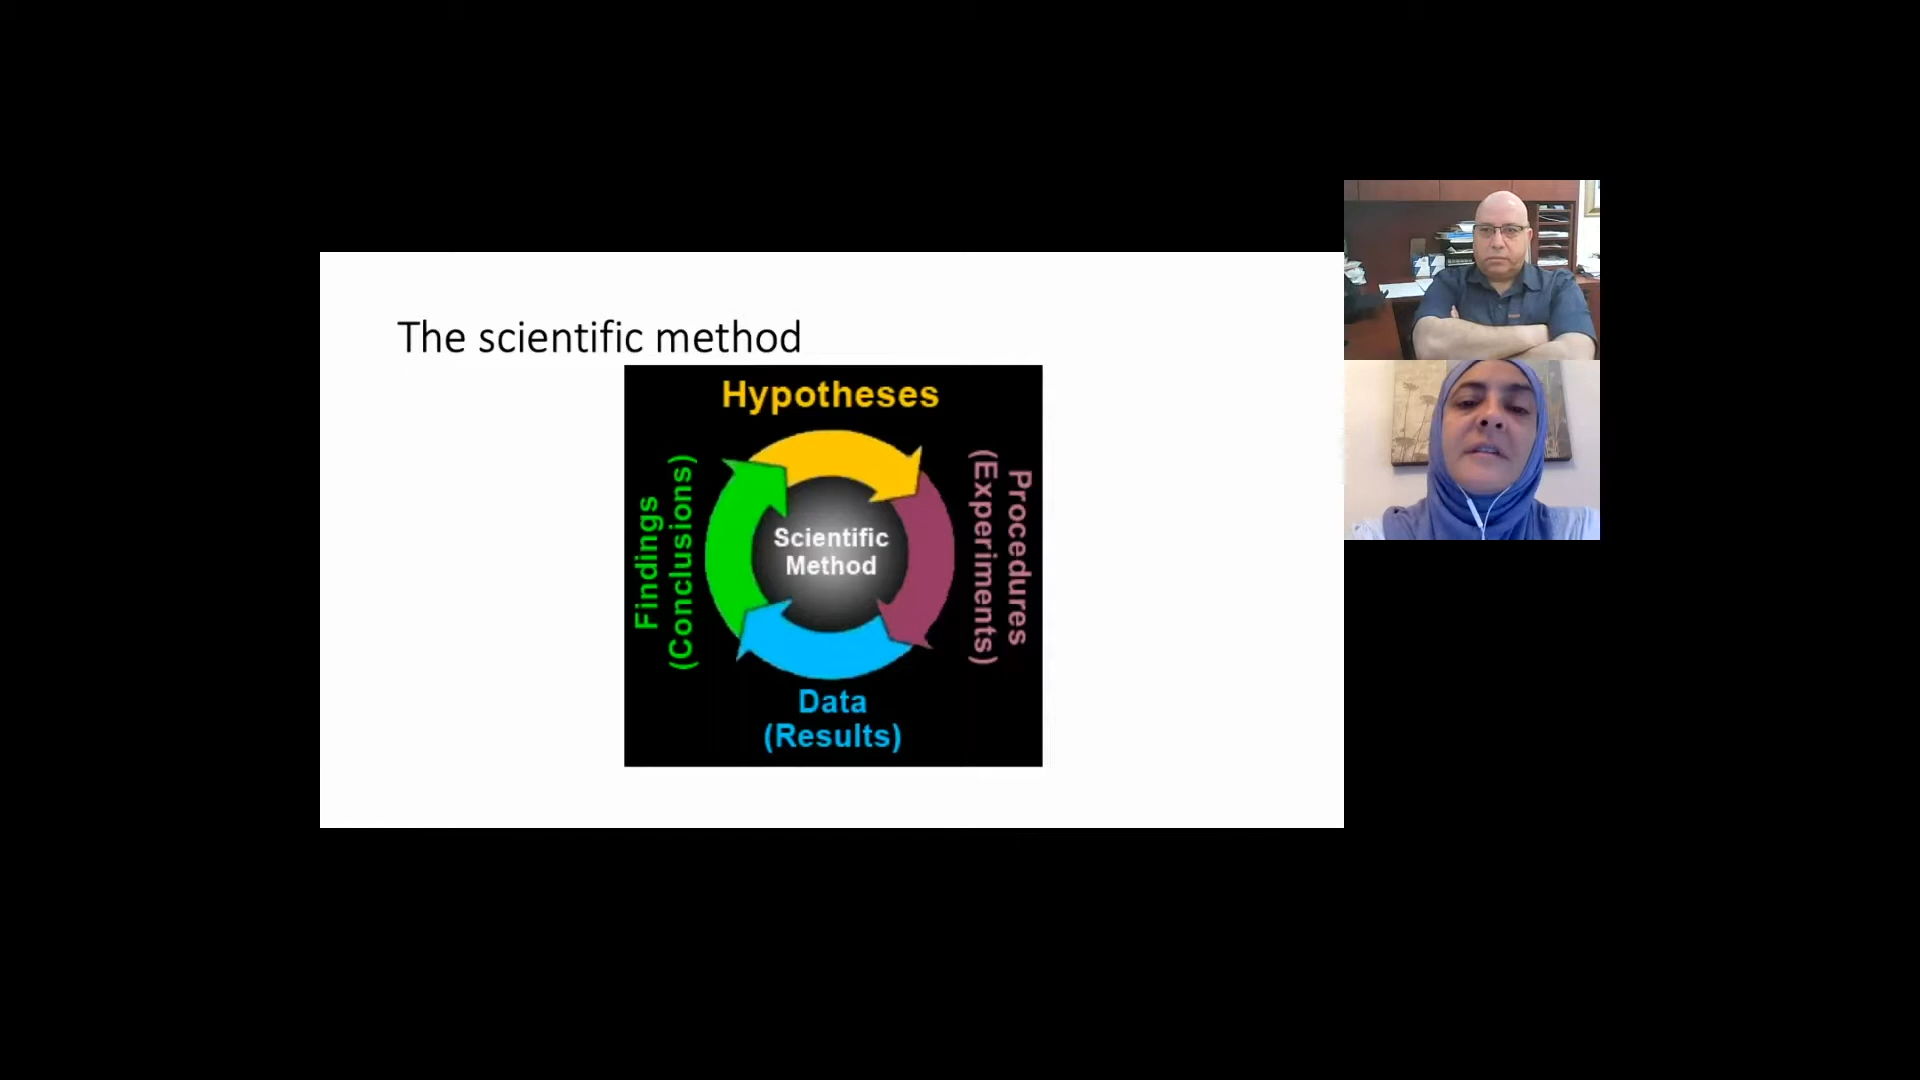 The scientific method
Hypotheses
Procedures
(Experiments)
Data
(Results)
Findings
(Conclusions)
Scientific
Method